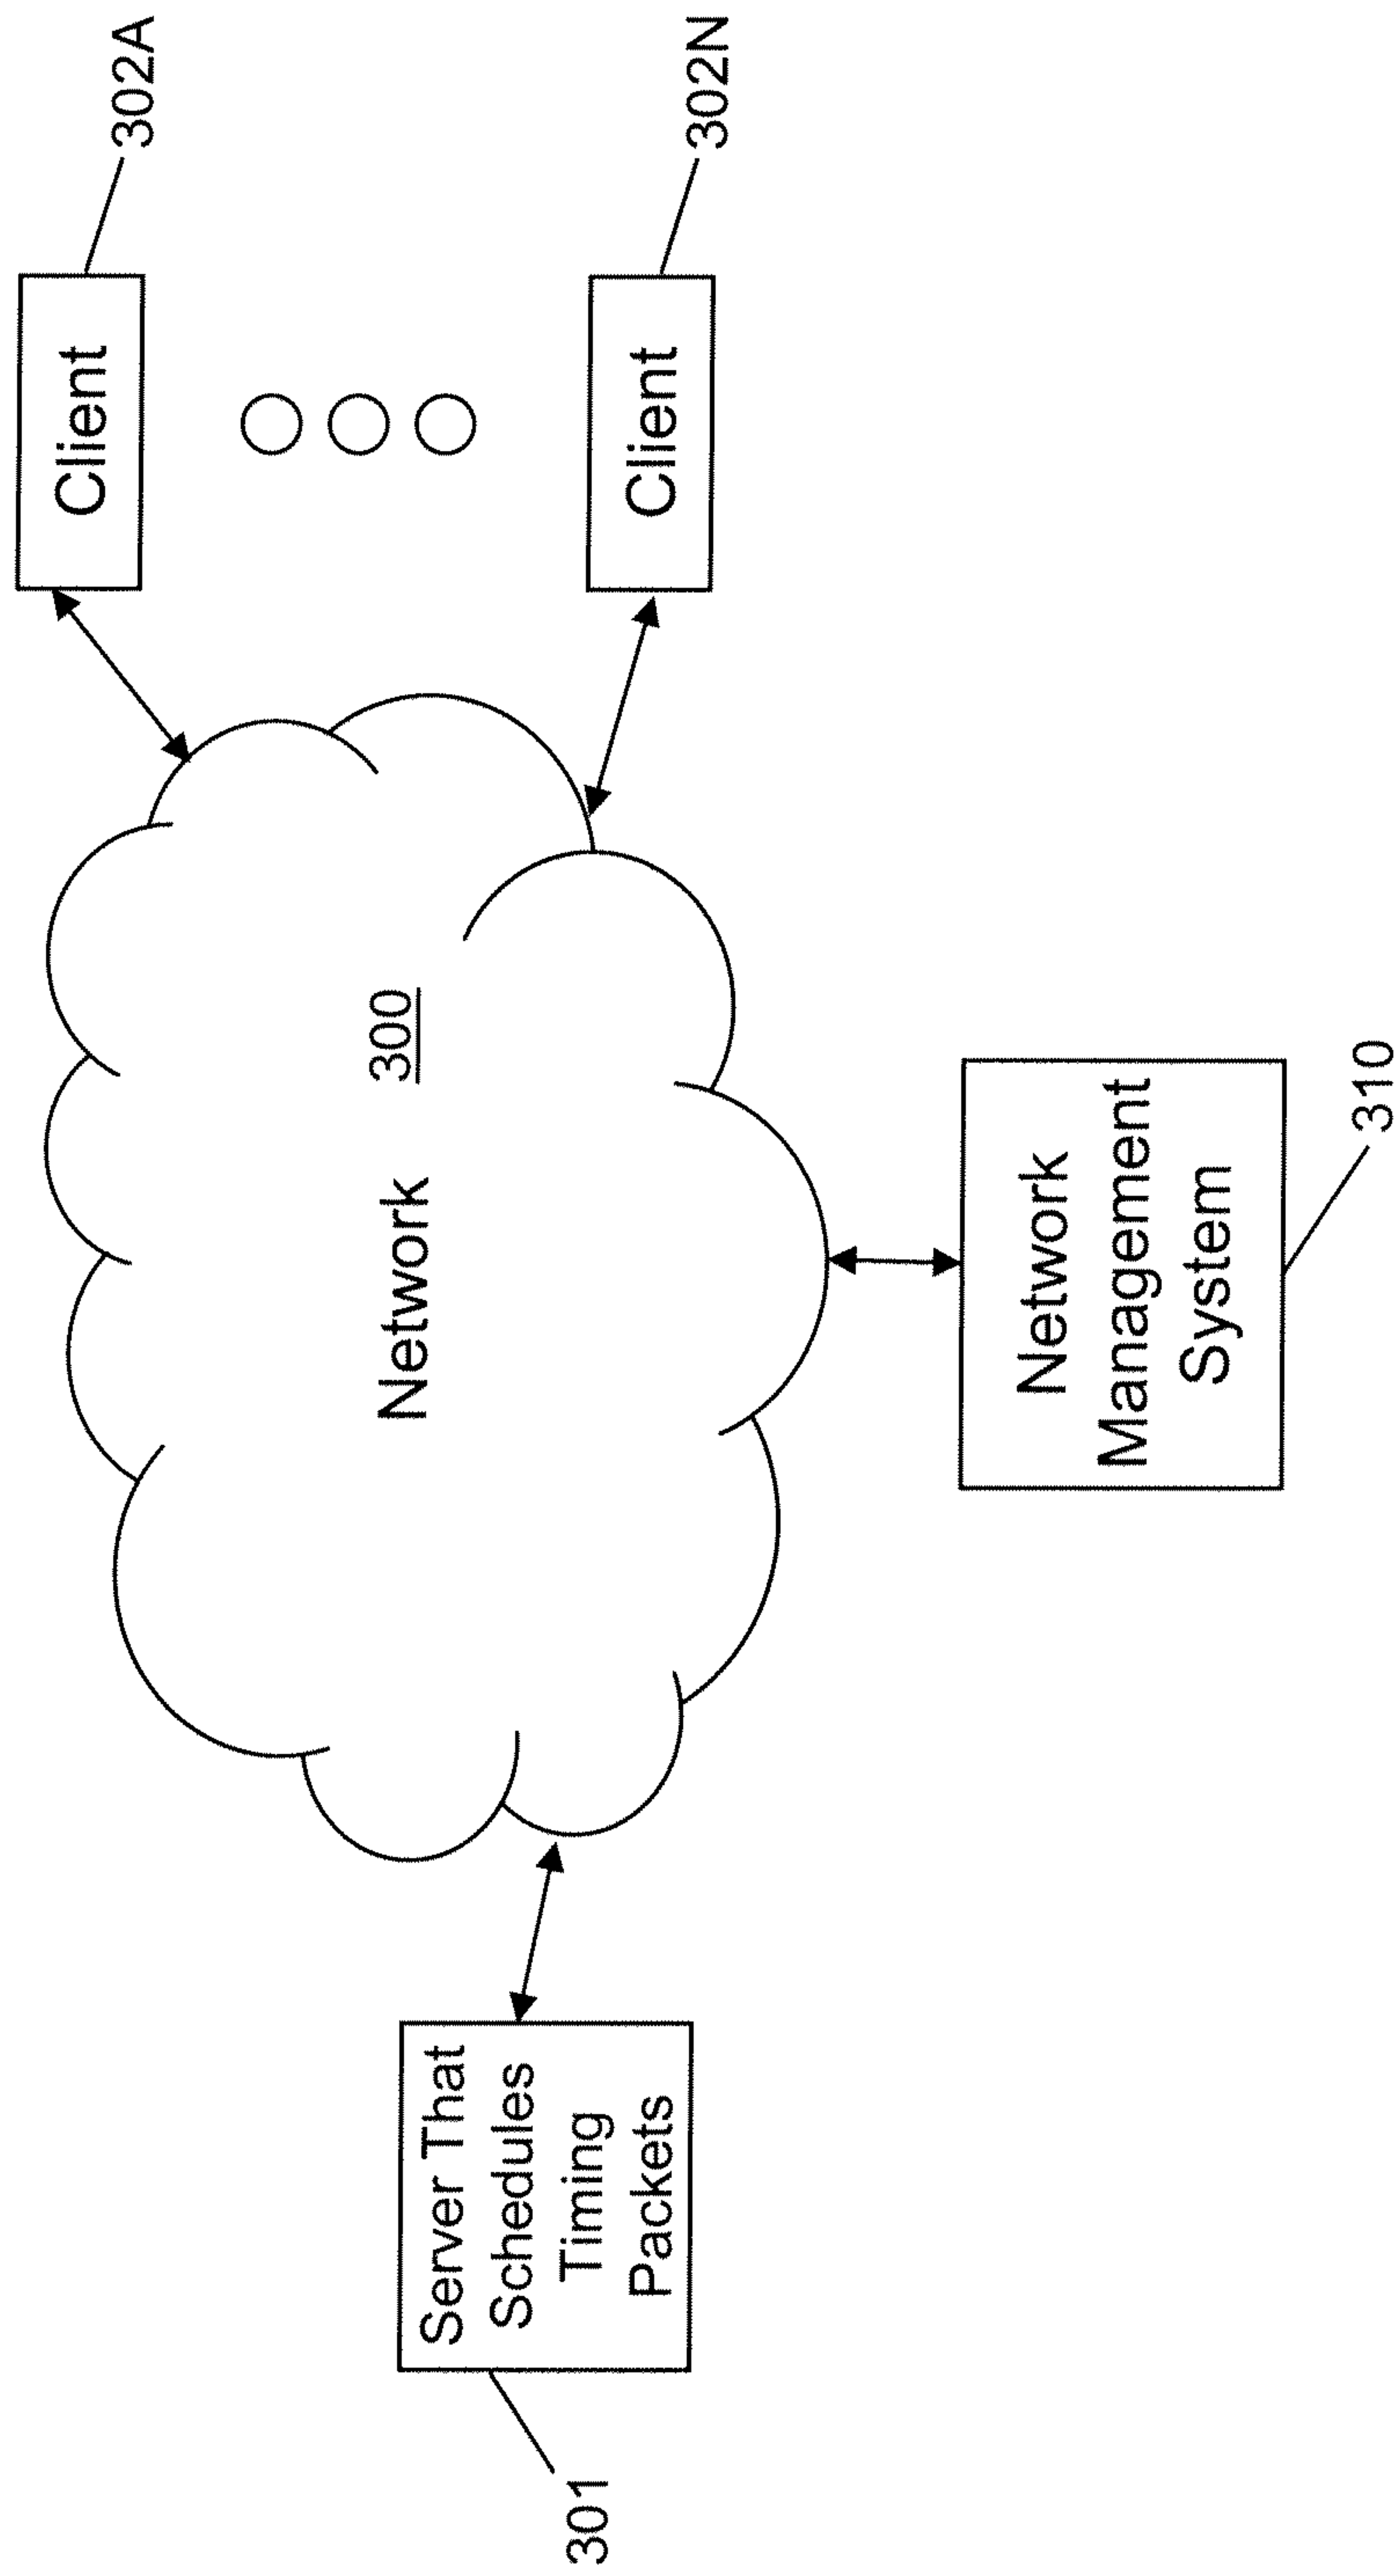 302A
Client
302N
Client
Network
300
Network
Management
System
310
Server That
Schedules
Timing
Packets
301